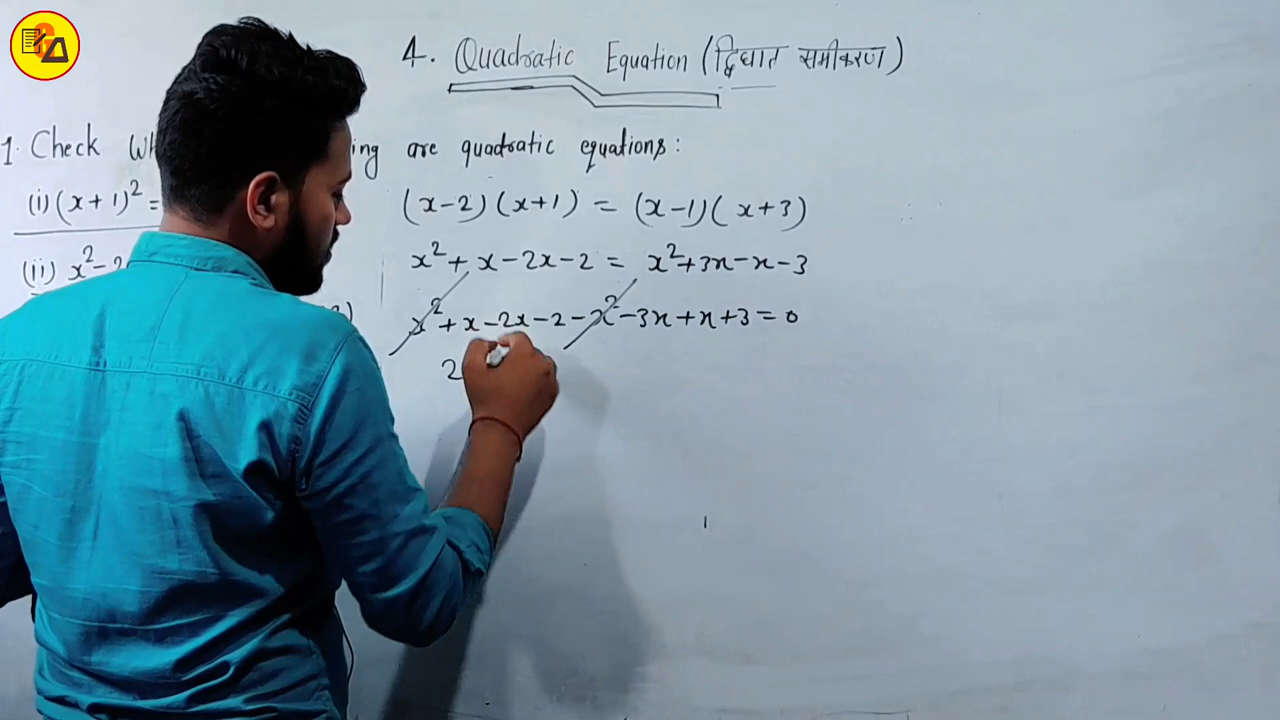 4. Quadratic Equation (द्विघात समीकरण)
1. Check are quadratic equations:
(i) (x+1)² =
(x-2)(x+1) = (x-1)(x+3)
(ii) x²-2
x²+x-2x-2 = x²+3x-x-3
x²+x-2x-2-x²-3x+x+3=0
2